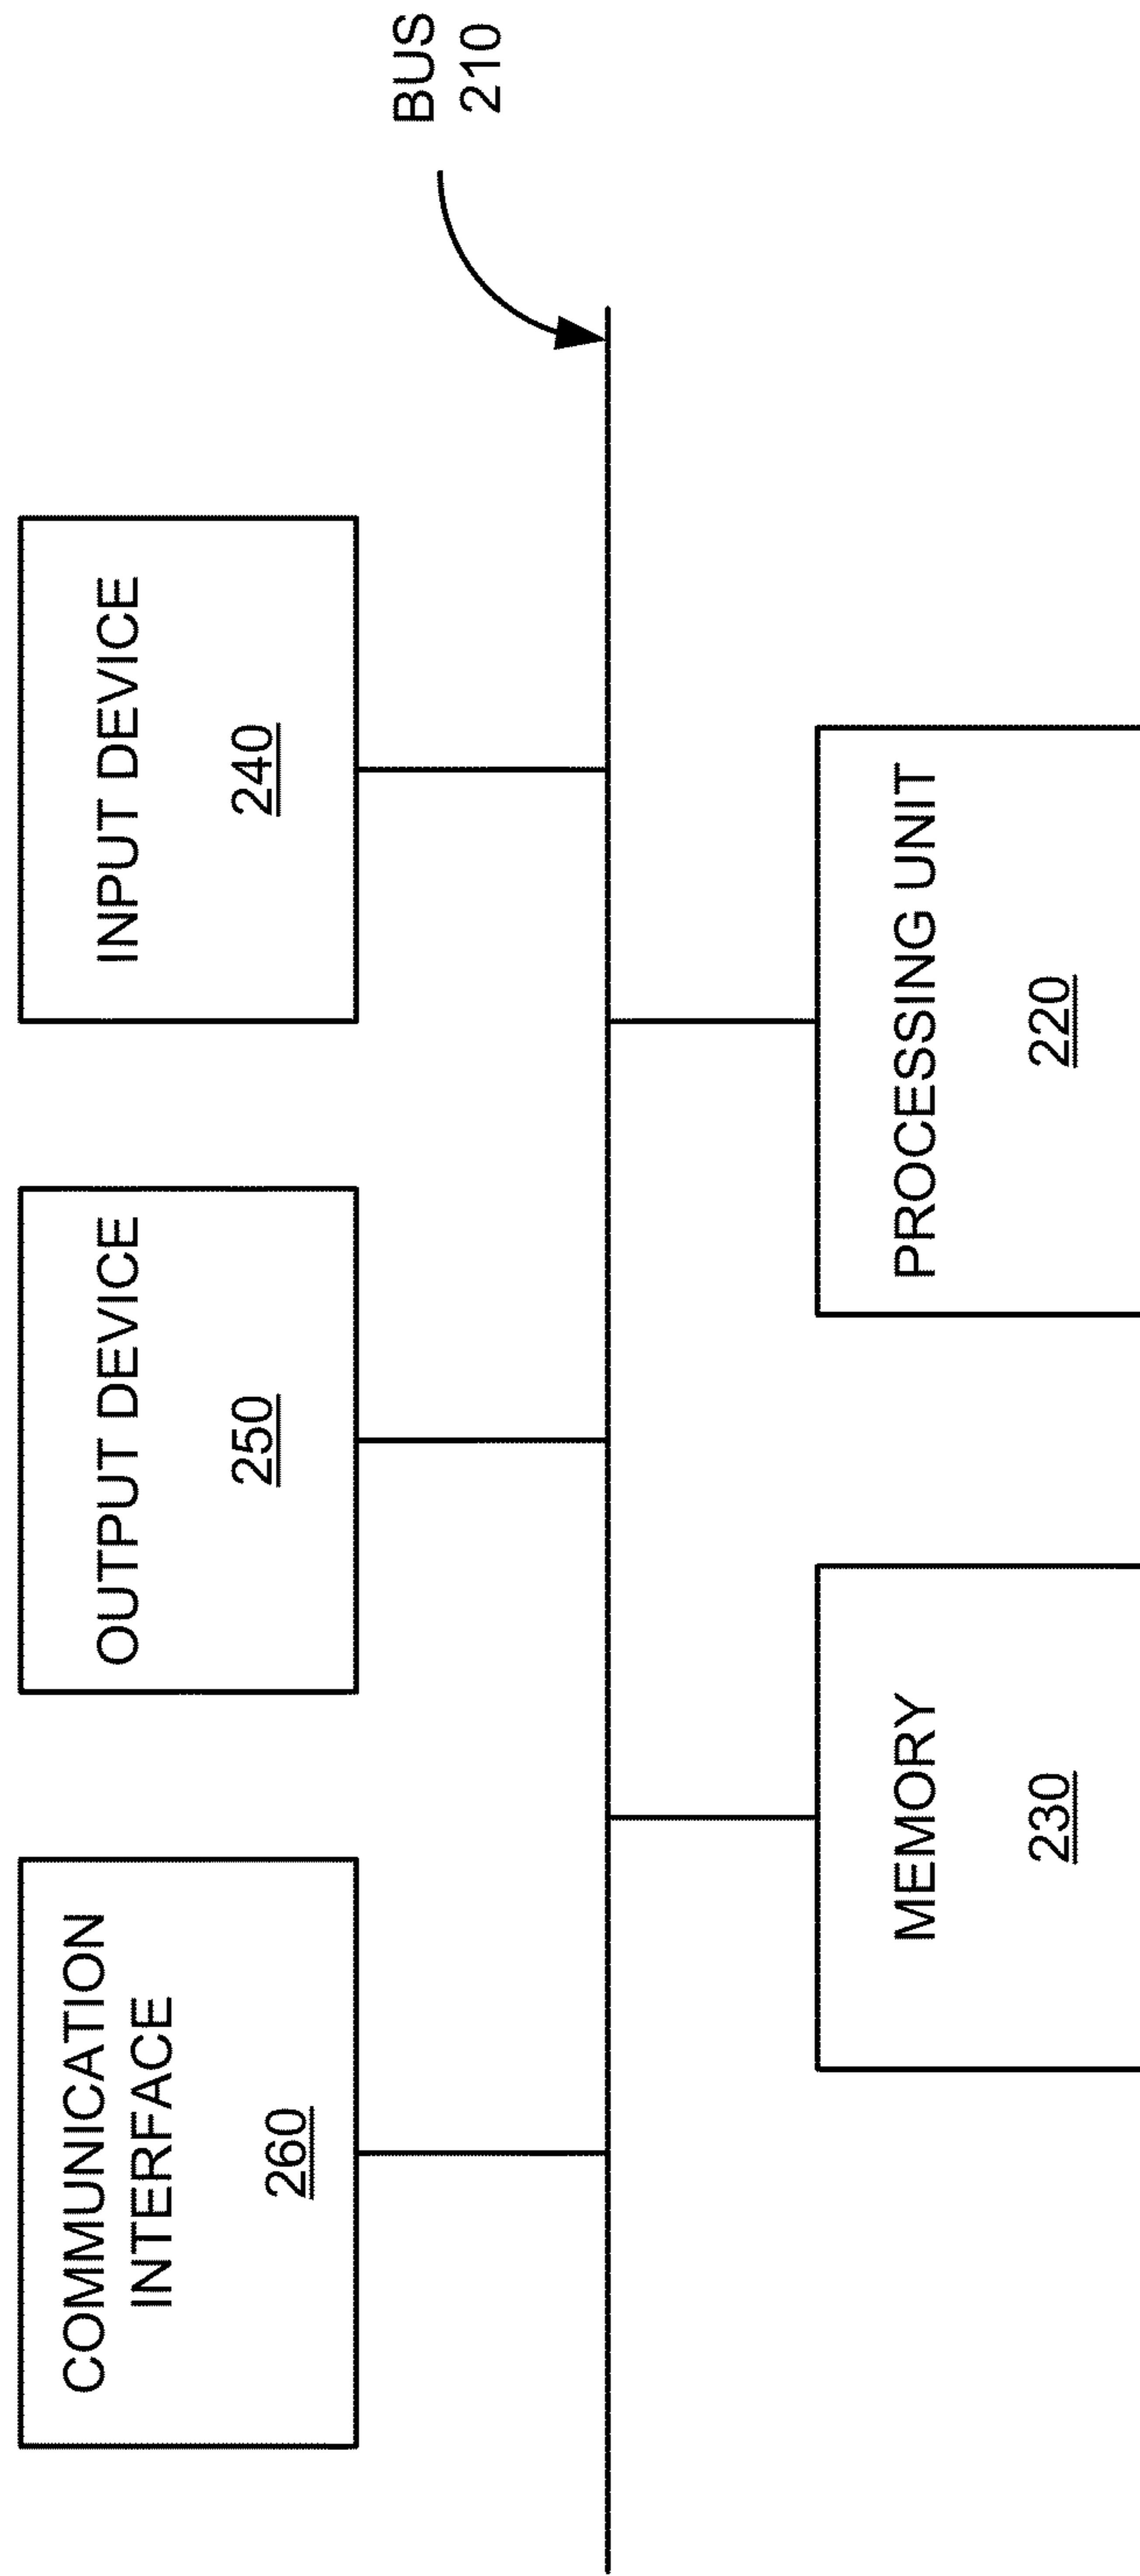 COMMUNICATION
INTERFACE
260
OUTPUT DEVICE
250
INPUT DEVICE
240
BUS
210
MEMORY
230
PROCESSING UNIT
220